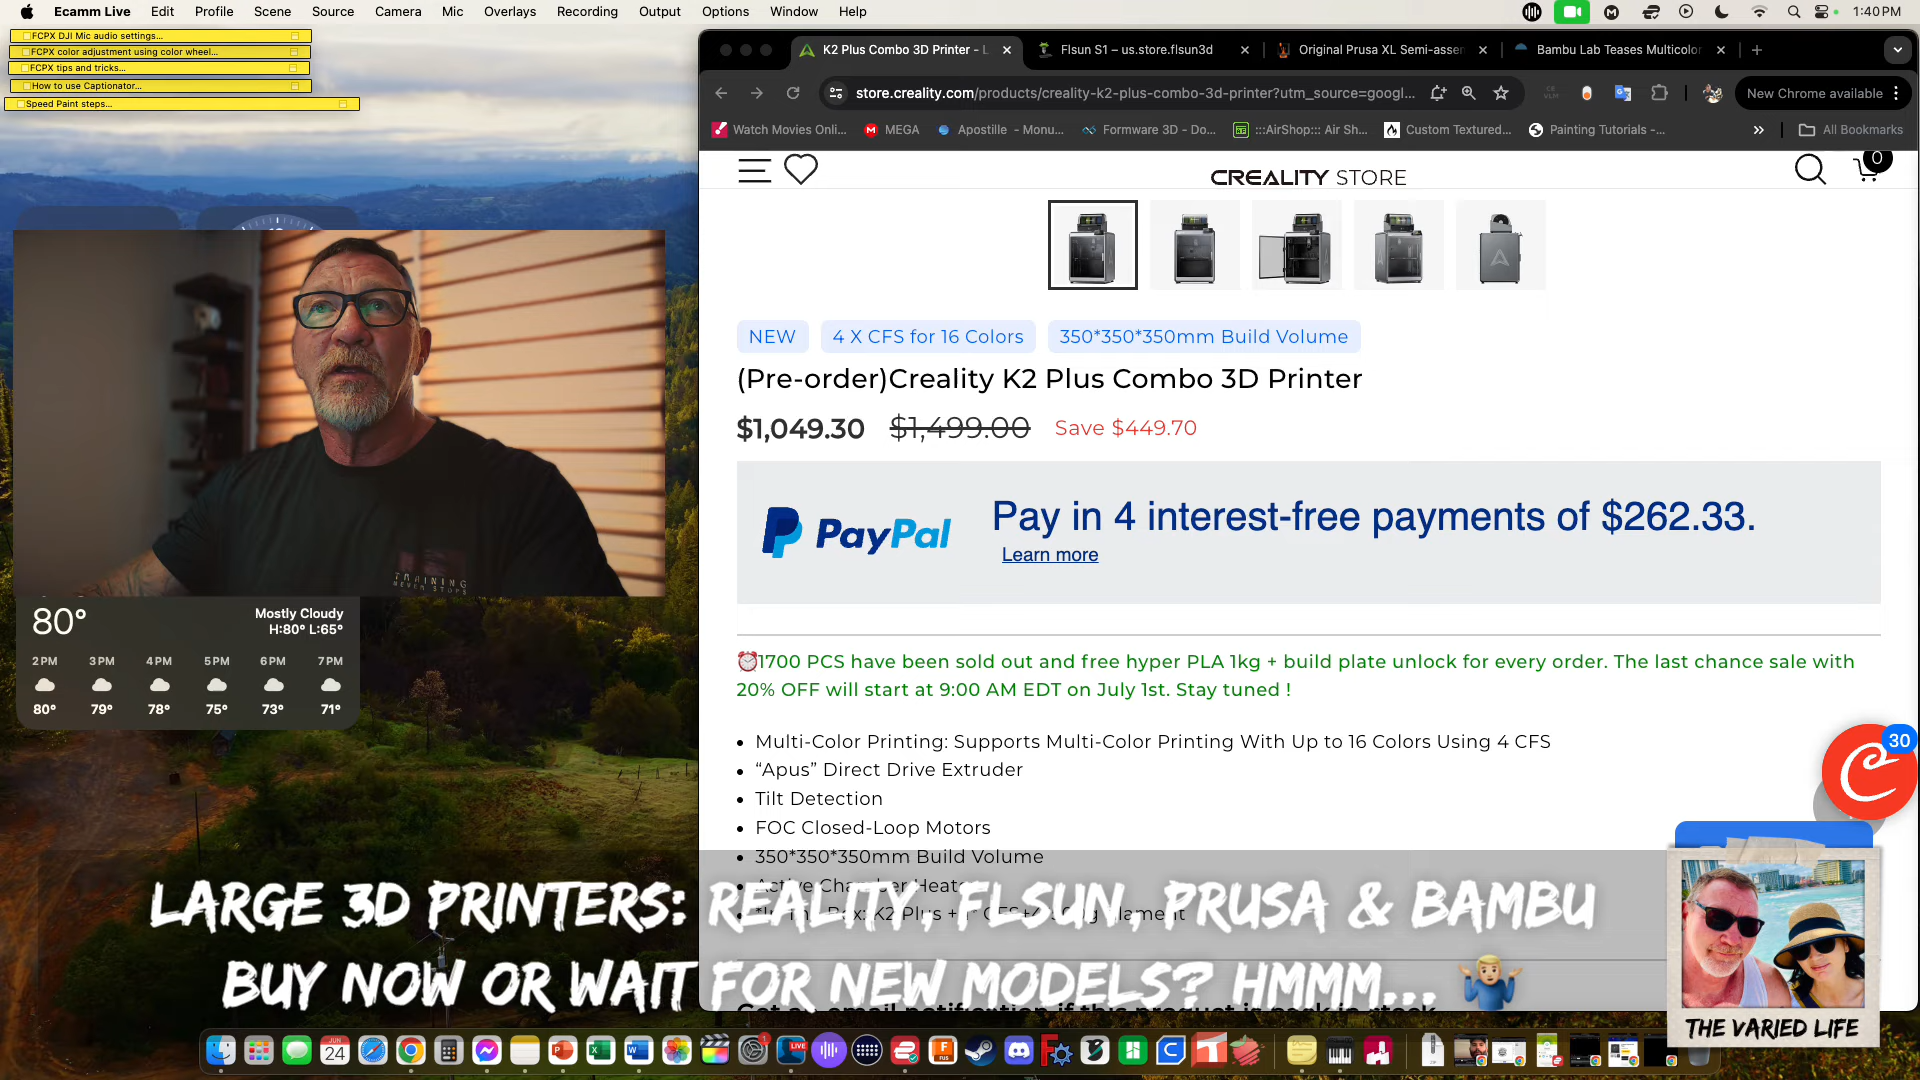 Ecamm Live Edit Profile Scene Source Camera Mic Overlays Recording Output Options Window Help
1:40PM
FCPX DJI Mic audio settings...
FCPX color adjustment using color wheel...
FCPX tips and tricks...
How to use Captionator...
Speed Paint steps...
K2 Plus Combo 3D Printer - L
Flsun S1 – us.store.flsun3d
Original Prusa XL Semi-assem
Bambu Lab Teases Multicolor
store.creality.com/products/creality-k2-plus-combo-3d-printer?utm_source=googl...
New Chrome available
Watch Movies Onli...
MEGA
Apostille - Monu...
Formware 3D - Do...
:::AirShop::: Air Sh...
Custom Textured...
Painting Tutorials -...
All Bookmarks
CREALITY STORE
0
NEW
4 X CFS for 16 Colors
350*350*350mm Build Volume
(Pre-order)Creality K2 Plus Combo 3D Printer
$1,049.30 $1,499.00 Save $449.70
PayPal
Pay in 4 interest-free payments of $262.33.
Learn more
⏰1700 PCS have been sold out and free hyper PLA 1kg + build plate unlock for every order. The last chance sale with
20% OFF will start at 9:00 AM EDT on July 1st. Stay tuned !
Multi-Color Printing: Supports Multi-Color Printing With Up to 16 Colors Using 4 CFS
“Apus” Direct Drive Extruder
Tilt Detection
FOC Closed-Loop Motors
350*350*350mm Build Volume
Active Chamber Heater
30
TRAINING
NEVER STOPS
80°
Mostly Cloudy
H:80° L:65°
2PM 3PM 4PM 5PM 6PM 7PM
80° 79° 78° 75° 73° 71°
LARGE 3D PRINTERS: REALITY, FLSUN, PRUSA & BAMBU
BUY NOW OR WAIT FOR NEW MODELS? HMMM... 🤷🏼‍♂️
THE VARIED LIFE
JUN
24